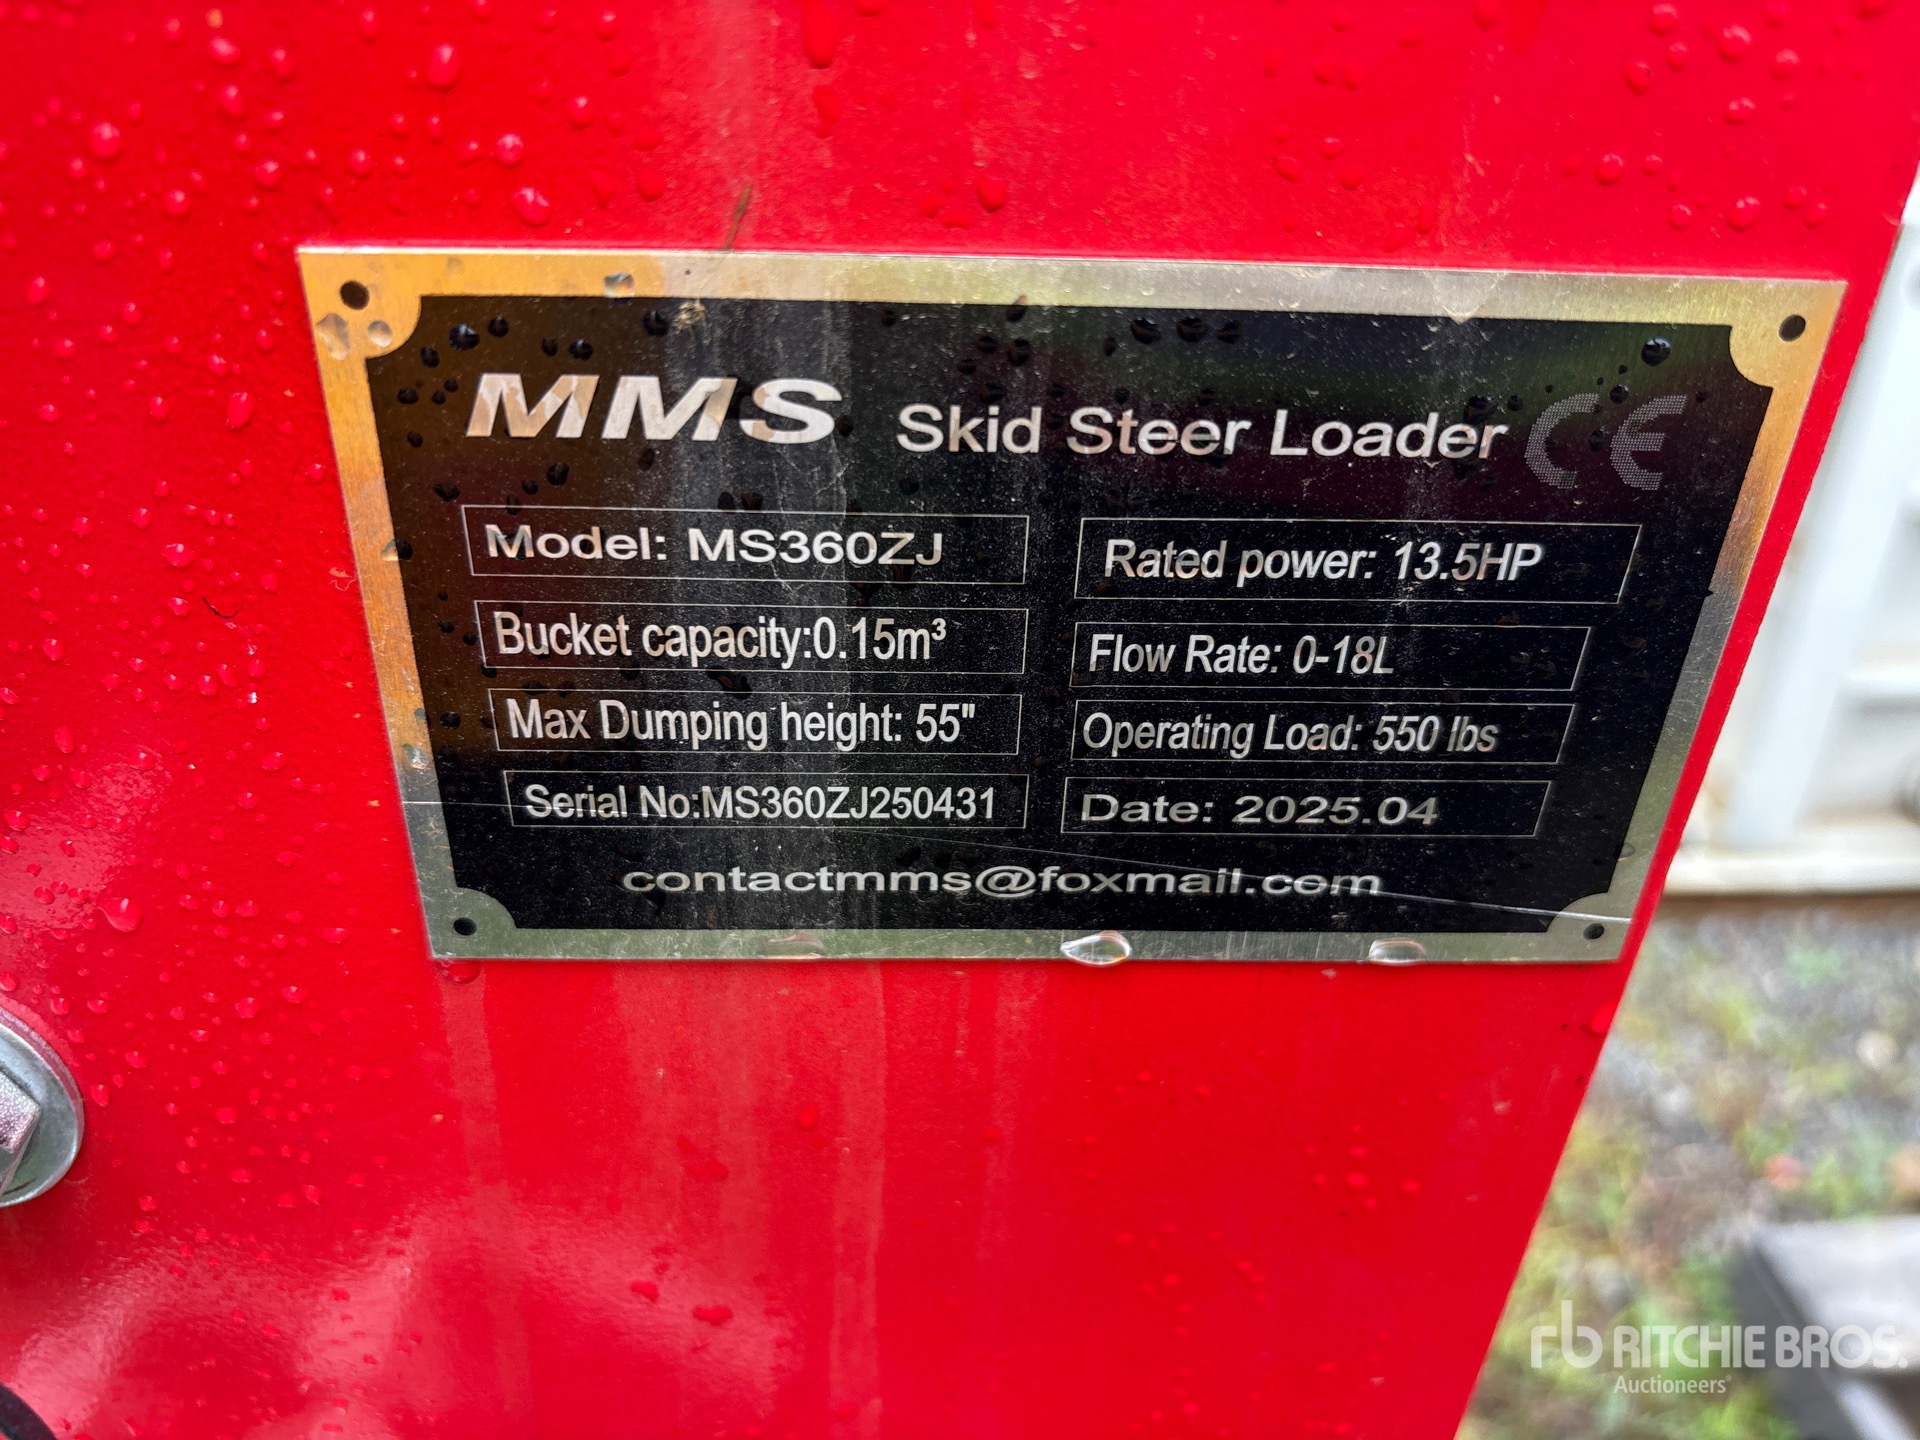 MMS Skid Steer Loader CE
Model: MS360ZJ
Rated power: 13.5HP
Bucket capacity:0.15m³
Flow Rate: 0-18L
Max Dumping height: 55"
Operating Load: 550 lbs
Serial No:MS360ZJ250431
Date: 2025.04
contactmms@foxmail.com
rb RITCHIE BROS.
Auctioneers